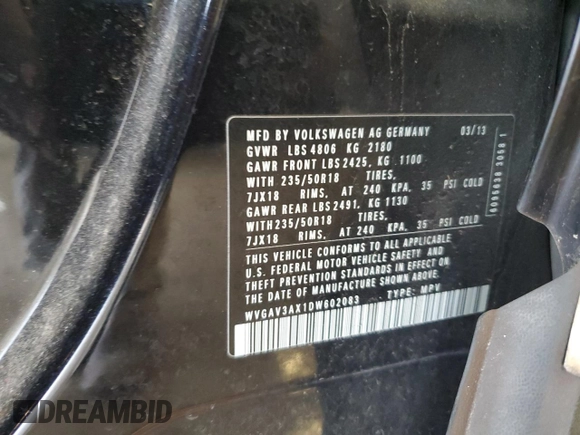 MFD BY VOLKSWAGEN AG GERMANY 03/13
GVWR LBS 4806 KG 2180
GAWR FRONT LBS 2425, KG 1100
WITH 235/50R18 TIRES,
7JX18 RIMS, AT 240 KPA, 35 PSI COLD
GAWR REAR LBS 2491, KG 1130
WITH 235/50R18 TIRES,
7JX18 RIMS, AT 240 KPA, 35 PSI COLD
THIS VEHICLE CONFORMS TO ALL APPLICABLE
U.S. FEDERAL MOTOR VEHICLE SAFETY AND
THEFT PREVENTION STANDARDS IN EFFECT ON
THE DATE OF MANUFACTURE SHOWN ABOVE.
WVGAV3AX1DW602083 TYPE: MPV
6095638 3058 1
DREAMBID